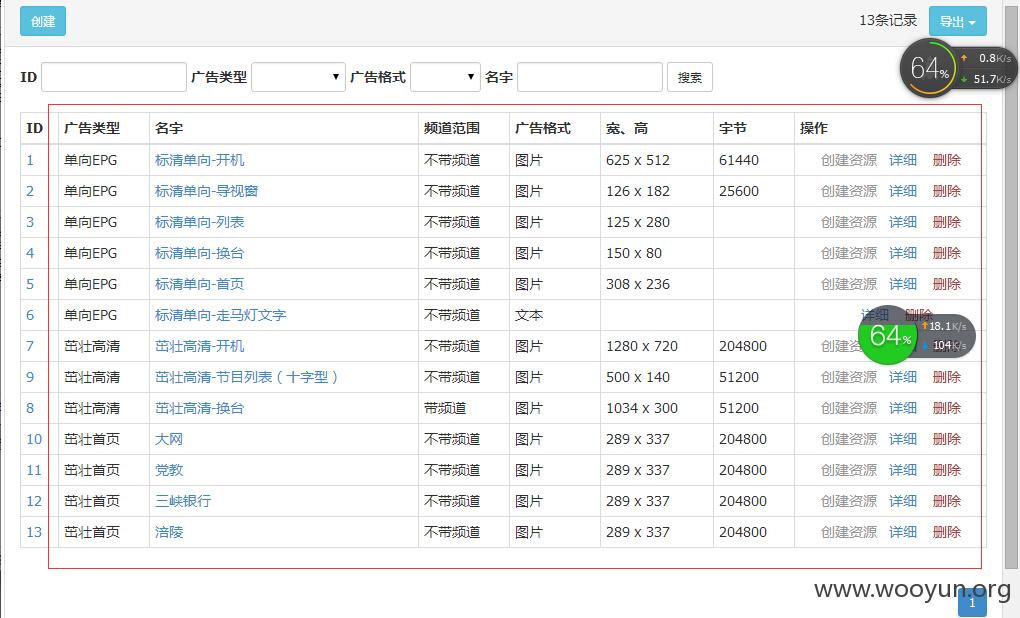 创建 13条记录 导出
64% 0.8K/s
51.7K/s
ID 广告类型 广告格式 名字 搜索
ID 广告类型 名字 频道范围 广告格式 宽、高 字节 操作
1 单向EPG 标清单向-开机 不带频道 图片 625 x 512 61440 创建资源 详细 删除
2 单向EPG 标清单向-导视窗 不带频道 图片 126 x 182 25600 创建资源 详细 删除
3 单向EPG 标清单向-列表 不带频道 图片 125 x 280 创建资源 详细 删除
4 单向EPG 标清单向-换台 不带频道 图片 150 x 80 创建资源 详细 删除
5 单向EPG 标清单向-首页 不带频道 图片 308 x 236 创建资源 详细 删除
6 单向EPG 标清单向-走马灯文字 不带频道 文本 详细 删除
64% 18.1K/s
104K/s
7 茁壮高清 茁壮高清-开机 不带频道 图片 1280 x 720 204800 创建
9 茁壮高清 茁壮高清-节目列表（十字型） 不带频道 图片 500 x 140 51200 创建资源 详细 删除
8 茁壮高清 茁壮高清-换台 带频道 图片 1034 x 300 51200 创建资源 详细 删除
10 茁壮首页 大网 不带频道 图片 289 x 337 204800 创建资源 详细 删除
11 茁壮首页 党教 不带频道 图片 289 x 337 204800 创建资源 详细 删除
12 茁壮首页 三峡银行 不带频道 图片 289 x 337 204800 创建资源 详细 删除
13 茁壮首页 涪陵 不带频道 图片 289 x 337 204800 创建资源 详细 删除
www.wooyun.org
1